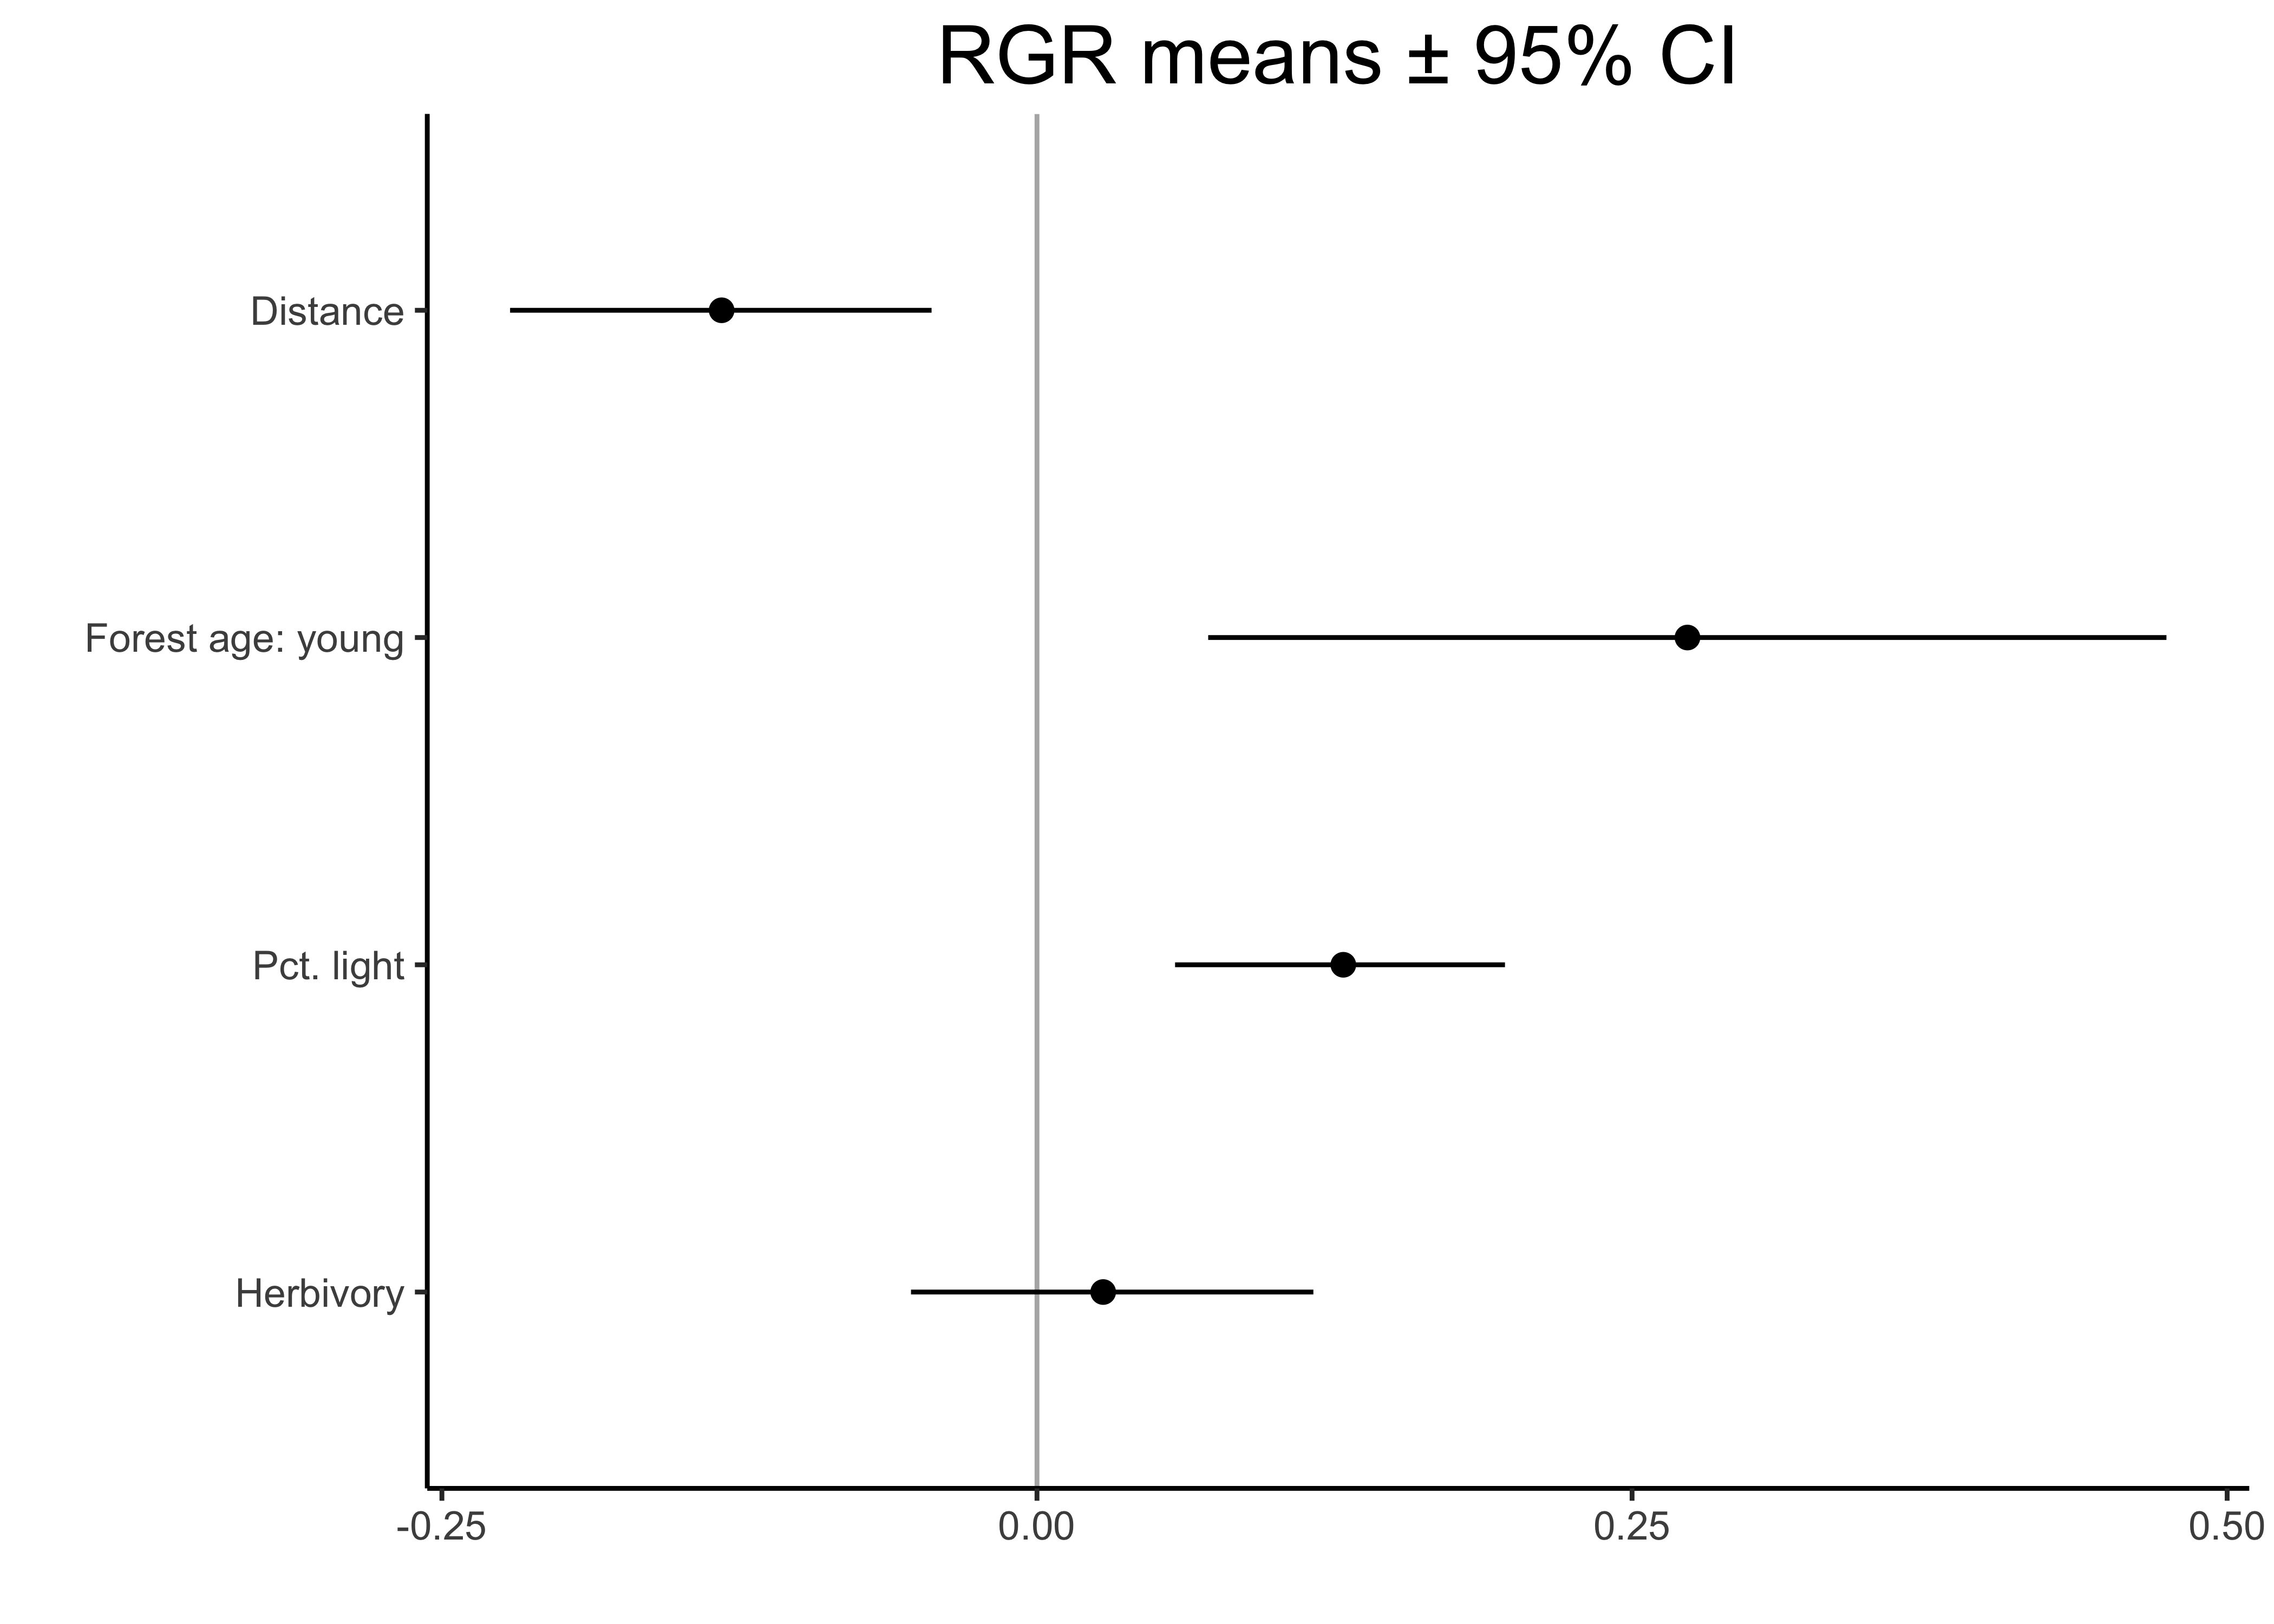 RGR means ± 95% CI
Distance
Forest age: young
Pct. light
Herbivory
-0.25 0.00 0.25 0.50